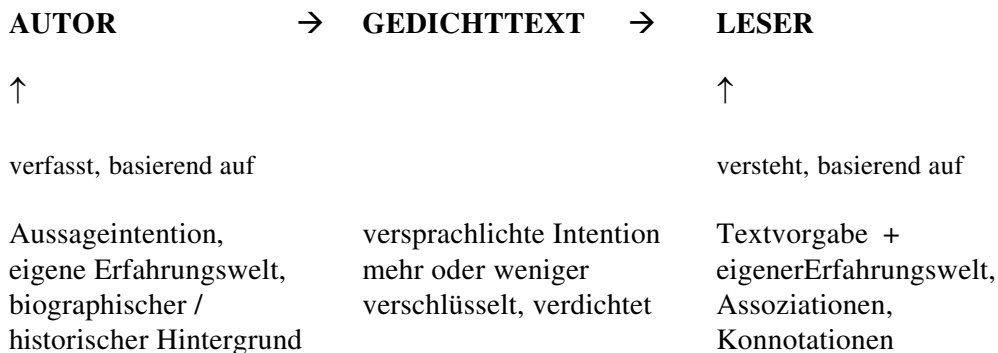 AUTOR → GEDICHTTEXT → LESER
↑ ↑
verfasst, basierend auf versteht, basierend auf
Aussageintention, versprachlichte Intention Textvorgabe +
eigene Erfahrungswelt, mehr oder weniger eigenerErfahrungswelt,
biographischer / verschlüsselt, verdichtet Assoziationen,
historischer Hintergrund Konnotationen